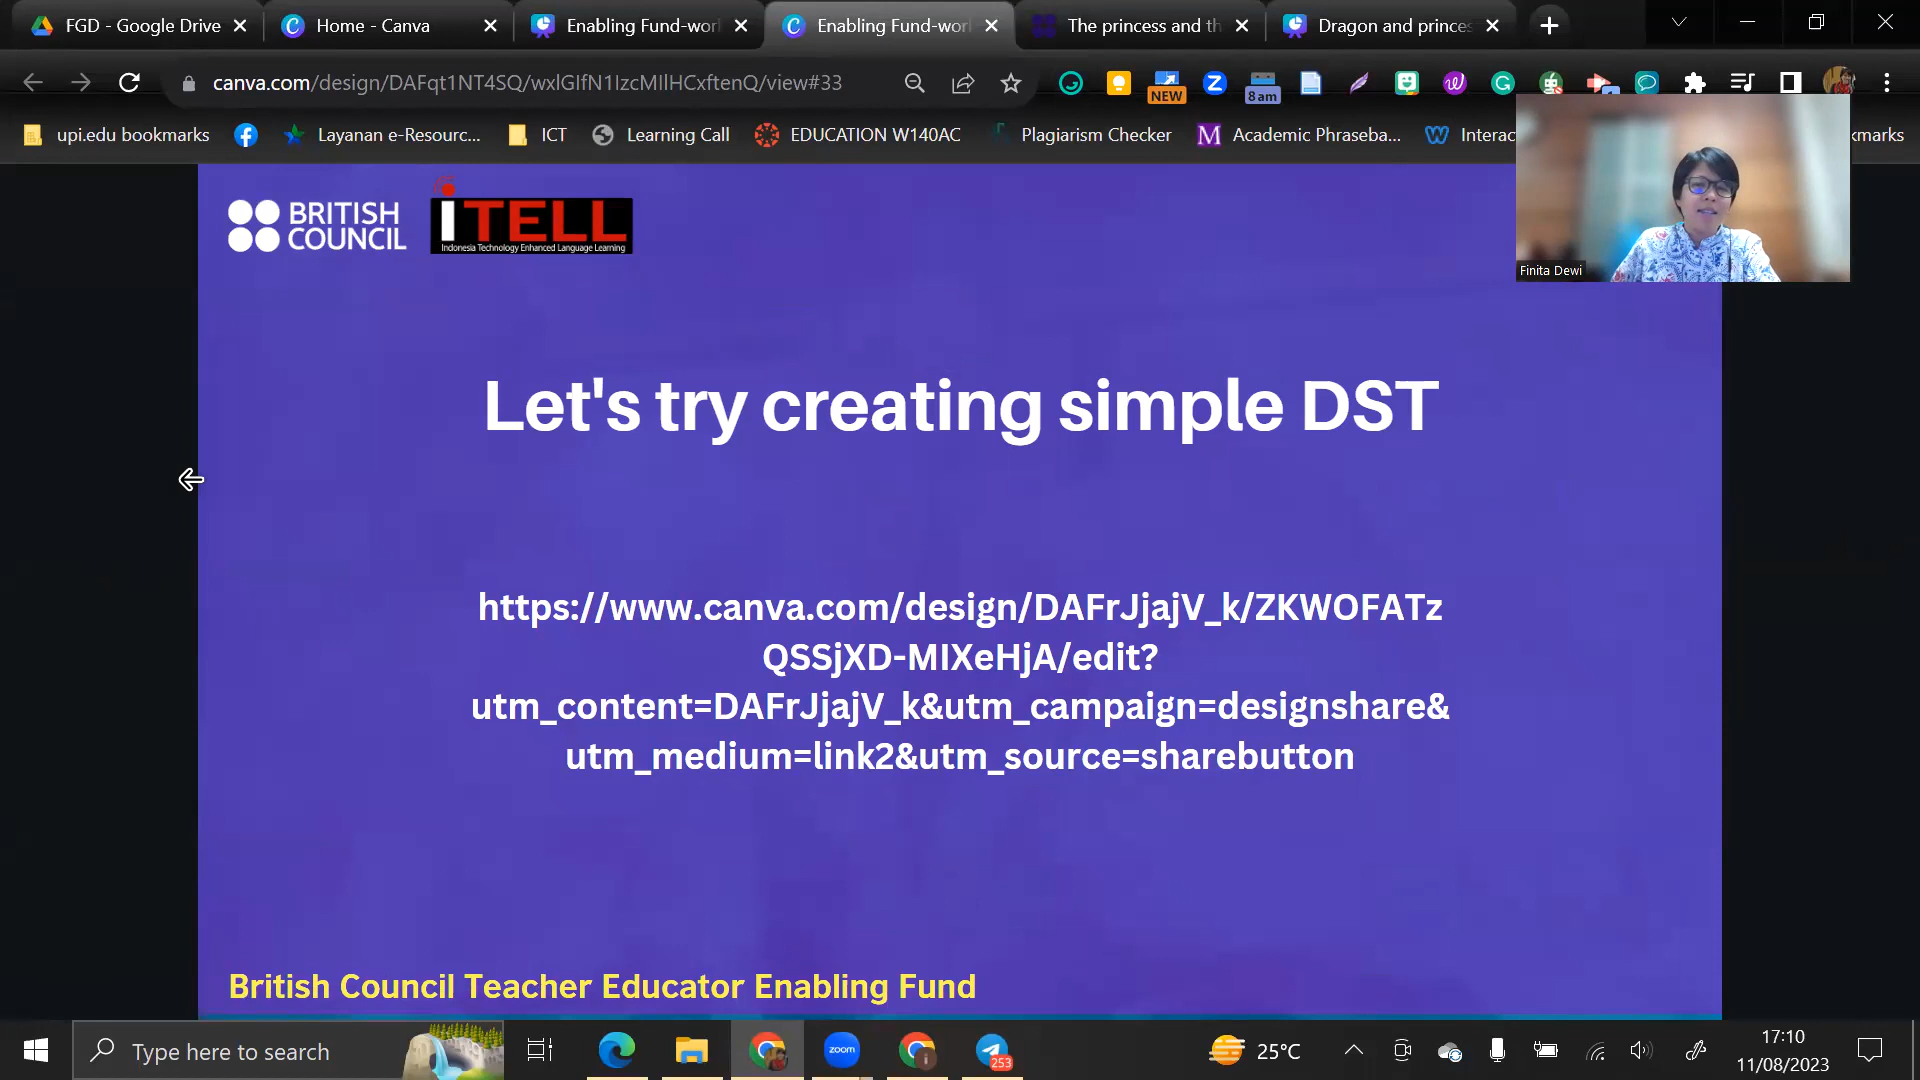 FGD - Google Drive
Home - Canva
Enabling Fund-wor
Enabling Fund-wor
The princess and th
Dragon and princes
canva.com/design/DAFqt1NT4SQ/wxlGIfN1IzcMIlHCxftenQ/view#33
NEW
8am
upi.edu bookmarks
Layanan e-Resourc...
ICT
Learning Call
EDUCATION W140AC
Plagiarism Checker
Academic Phraseba...
Interac
kmarks
BRITISH
COUNCIL
iTELL
Indonesia Technology Enhanced Language Learning
Finita Dewi
Let's try creating simple DST
https://www.canva.com/design/DAFrJjajV_k/ZKWOFATz
QSSjXD-MIXeHjA/edit?
utm_content=DAFrJjajV_k&utm_campaign=designshare&
utm_medium=link2&utm_source=sharebutton
British Council Teacher Educator Enabling Fund
Type here to search
zoom
253
25°C
17:10
11/08/2023